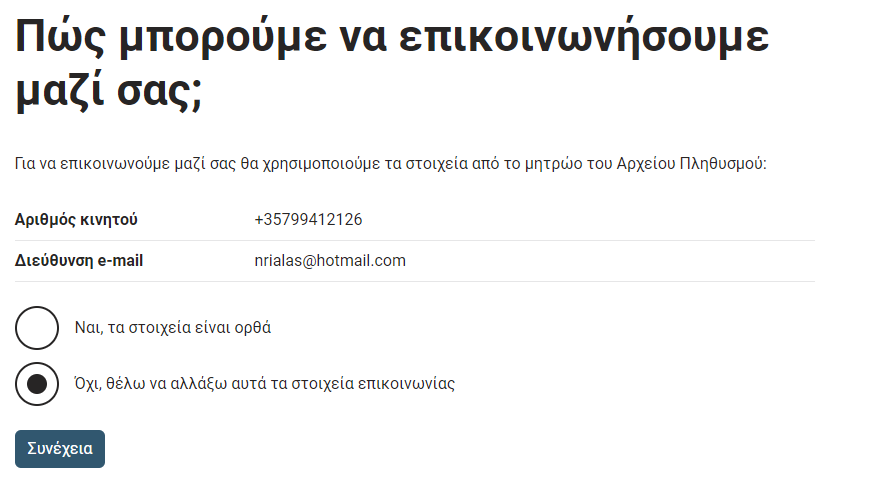 Πώς μπορούμε να επικοινωνήσουμε
μαζί σας;
Για να επικοινωνούμε μαζί σας θα χρησιμοποιούμε τα στοιχεία από το μητρώο του Αρχείου Πληθυσμού:
Αριθμός κινητού +35799412126
Διεύθυνση e-mail nrialas@hotmail.com
Ναι, τα στοιχεία είναι ορθά
Όχι, θέλω να αλλάξω αυτά τα στοιχεία επικοινωνίας
Συνέχεια